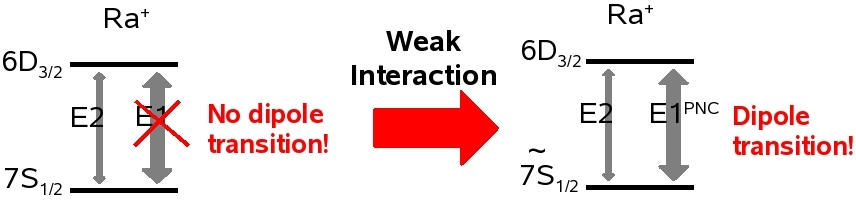 Ra⁺
6D₃/₂
E2 E1
No dipole
transition!
7S₁/₂
Weak
Interaction
Ra⁺
6D₃/₂
E2 E1ᴾᴺᶜ
Dipole
transition!
~
7S₁/₂